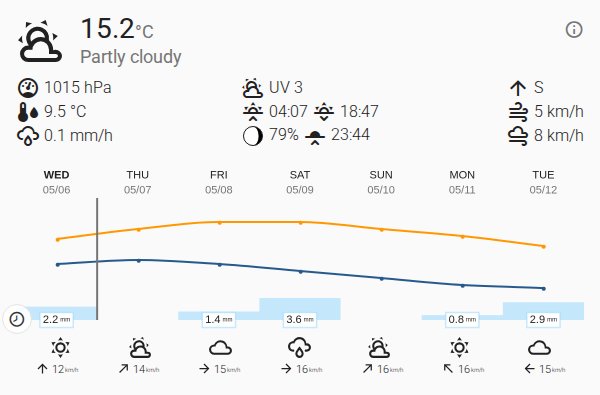 15.2°C
Partly cloudy
1015 hPa UV 3 S
9.5 °C 04:07 18:47 5 km/h
0.1 mm/h 79% 23:44 8 km/h
WED THU FRI SAT SUN MON TUE
05/06 05/07 05/08 05/09 05/10 05/11 05/12
2.2 mm 1.4 mm 3.6 mm 0.8 mm 2.9 mm
12 km/h 14 km/h 15 km/h 16 km/h 16 km/h 16 km/h 15 km/h